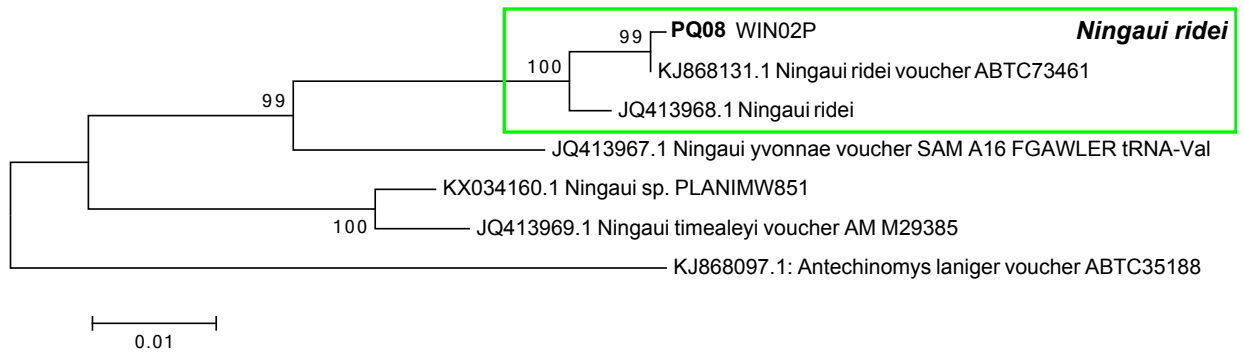 PQ08 WIN02P
Ningaui ridei
99
KJ868131.1 Ningaui ridei voucher ABTC73461
100
JQ413968.1 Ningaui ridei
99
JQ413967.1 Ningaui yvonnae voucher SAM A16 FGAWLER tRNA-Val
KX034160.1 Ningaui sp. PLANIMW851
100
JQ413969.1 Ningaui timealeyi voucher AM M29385
KJ868097.1: Antechinomys laniger voucher ABTC35188
0.01